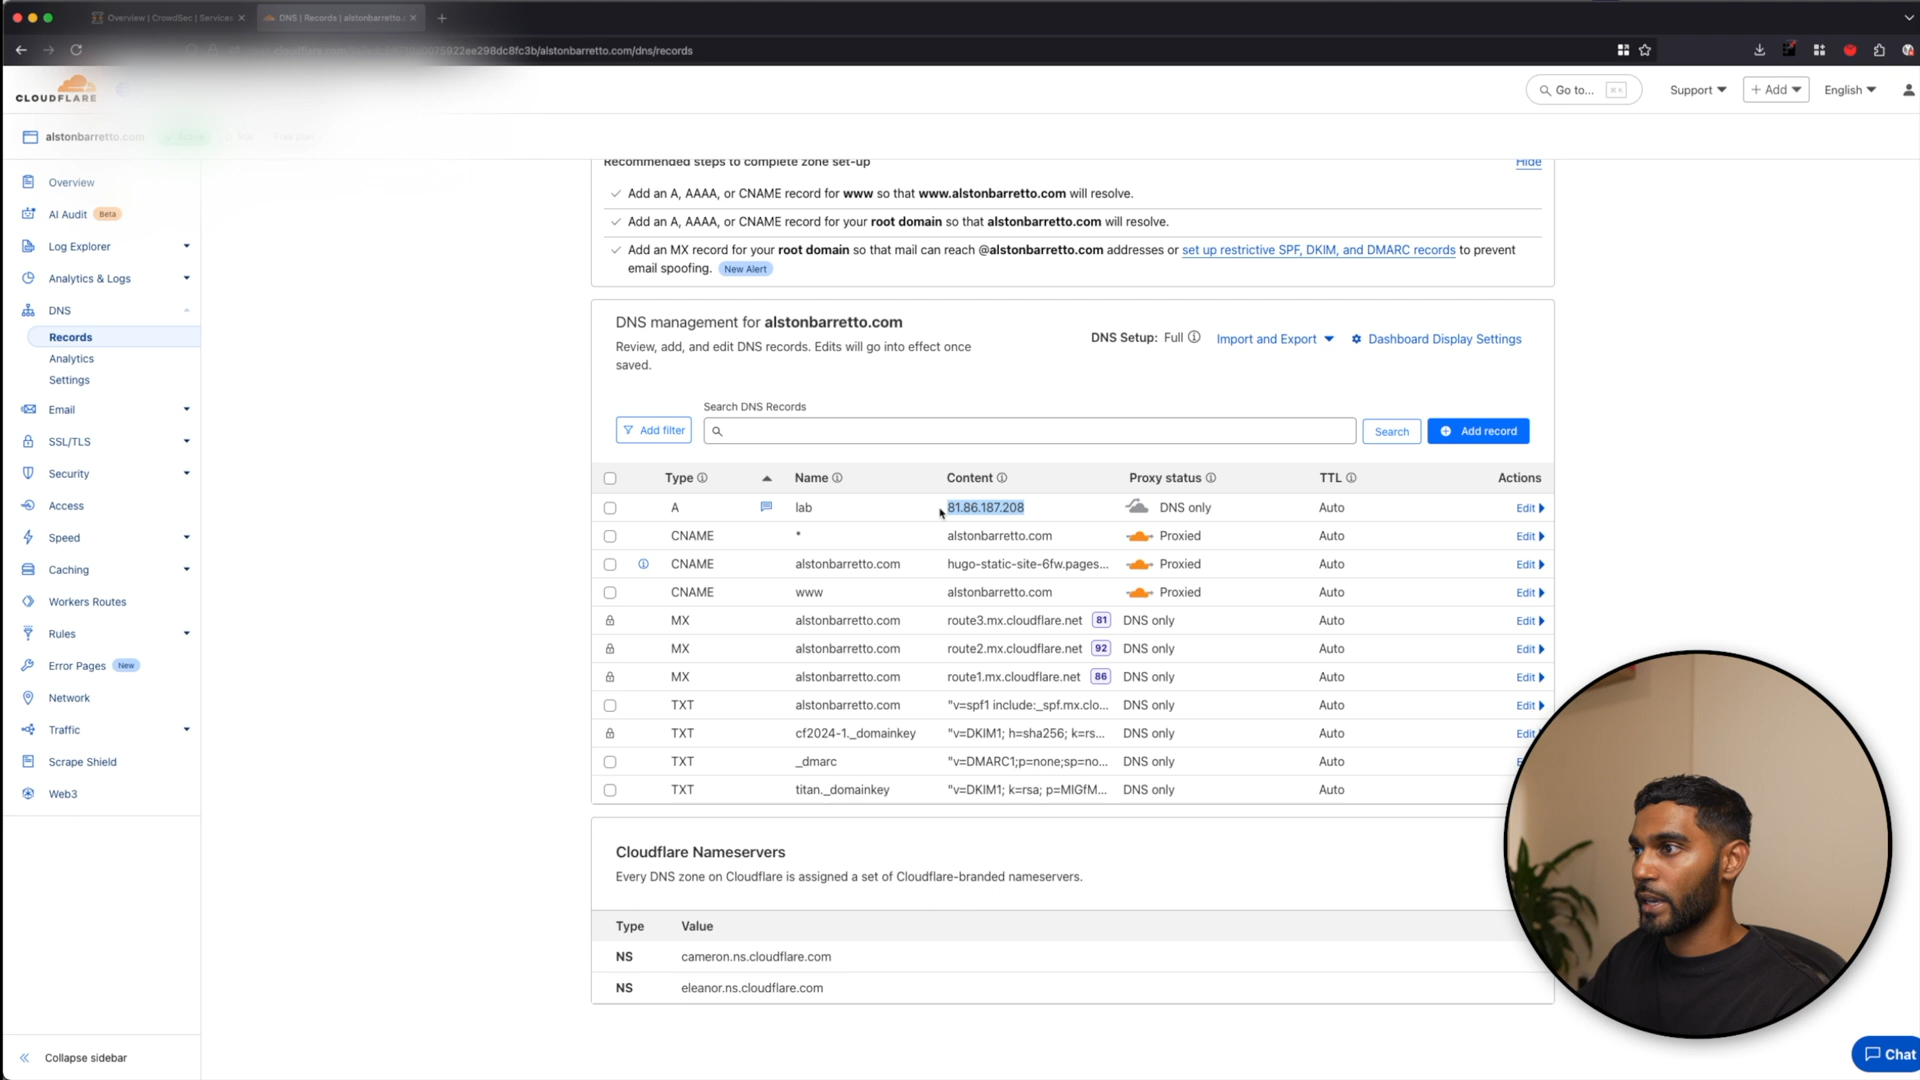 Overview | CrowdSec | Services
DNS | Records | alstonbarretto.
5922ee298dc8fc3b/alstonbarretto.com/dns/records
CLOUDFLARE
Go to...
Support
+ Add
English
alstonbarretto.com
Overview
AI Audit Beta
Log Explorer
Analytics & Logs
DNS
Records
Analytics
Settings
Email
SSL/TLS
Security
Access
Speed
Caching
Workers Routes
Rules
Error Pages New
Network
Traffic
Scrape Shield
Web3
Collapse sidebar
Recommended steps to complete zone set-up
Hide
Add an A, AAAA, or CNAME record for www so that www.alstonbarretto.com will resolve.
Add an A, AAAA, or CNAME record for your root domain so that alstonbarretto.com will resolve.
Add an MX record for your root domain so that mail can reach @alstonbarretto.com addresses or set up restrictive SPF, DKIM, and DMARC records to prevent
email spoofing. New Alert
DNS management for alstonbarretto.com
Review, add, and edit DNS records. Edits will go into effect once
saved.
DNS Setup: Full
Import and Export
Dashboard Display Settings
Search DNS Records
Add filter
Search
Add record
Type Name Content Proxy status TTL Actions
A lab 81.86.187.208 DNS only Auto Edit
CNAME * alstonbarretto.com Proxied Auto Edit
CNAME alstonbarretto.com hugo-static-site-6fw.pages... Proxied Auto Edit
CNAME www alstonbarretto.com Proxied Auto Edit
MX alstonbarretto.com route3.mx.cloudflare.net 81 DNS only Auto Edit
MX alstonbarretto.com route2.mx.cloudflare.net 92 DNS only Auto Edit
MX alstonbarretto.com route1.mx.cloudflare.net 86 DNS only Auto Edit
TXT alstonbarretto.com "v=spf1 include:_spf.mx.clo... DNS only Auto Edit
TXT cf2024-1._domainkey "v=DKIM1; h=sha256; k=rs... DNS only Auto Edit
TXT _dmarc "v=DMARC1;p=none;sp=no... DNS only Auto
TXT titan._domainkey "v=DKIM1; k=rsa; p=MIGfM... DNS only Auto
Cloudflare Nameservers
Every DNS zone on Cloudflare is assigned a set of Cloudflare-branded nameservers.
Type Value
NS cameron.ns.cloudflare.com
NS eleanor.ns.cloudflare.com
Chat